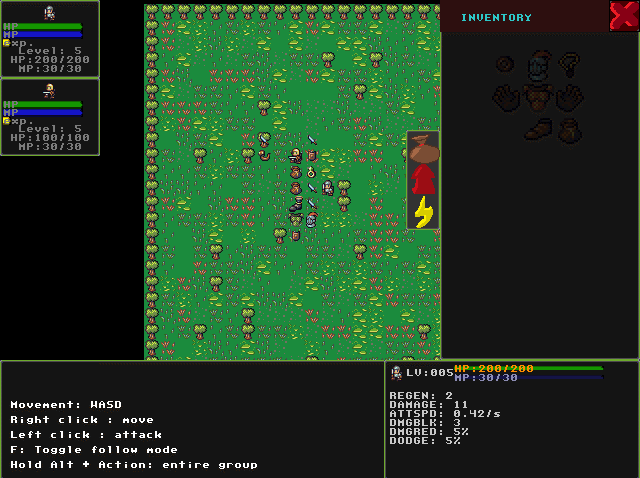 HP
MP
xp.
Level: 5
HP:200/200
MP:30/30
HP
MP
xp.
Level: 5
HP:100/100
MP:30/30
INVENTORY
Movement: WASD
Right click : move
Left click : attack
F: Toggle follow mode
Hold Alt + Action: entire group
LV:005 HP:200/200
MP:30/30
REGEN: 2
DAMAGE: 11
ATTSPD: 0.42/s
DMGBLK: 3
DMGRED: 5%
DODGE: 5%